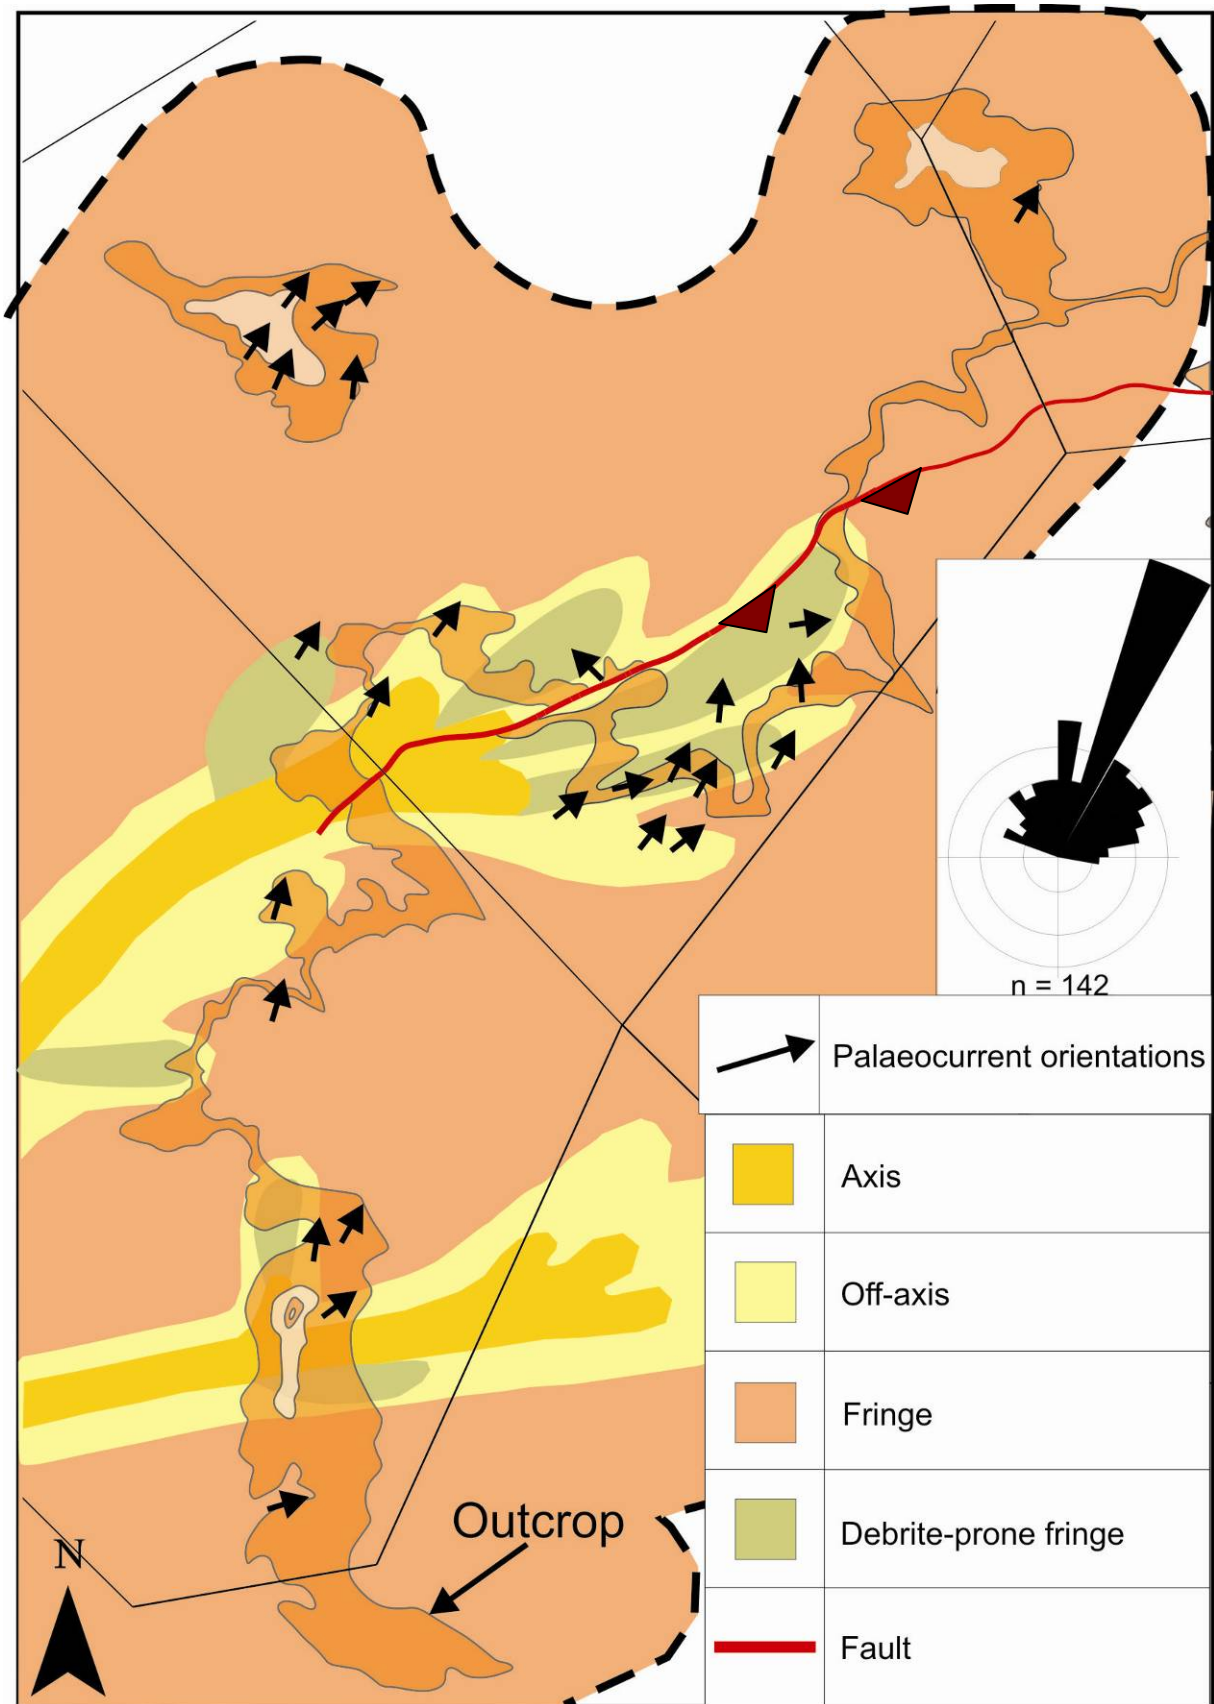 n = 142
Palaeocurrent orientations
Axis
Off-axis
Fringe
Outcrop
Debrite-prone fringe
N
Fault